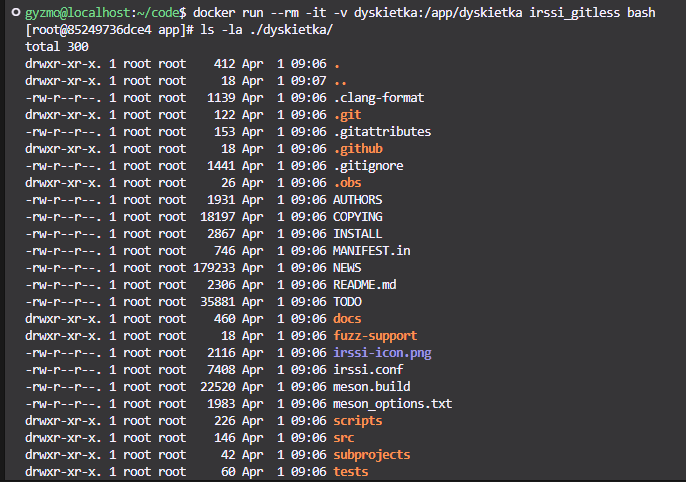 gyzmo@localhost:~/code$ docker run --rm -it -v dyskietka:/app/dyskietka irssi_gitless bash
[root@85249736dce4 app]# ls -la ./dyskietka/
total 300
drwxr-xr-x. 1 root root    412 Apr  1 09:06 .
drwxr-xr-x. 1 root root     18 Apr  1 09:07 ..
-rw-r--r--. 1 root root   1139 Apr  1 09:06 .clang-format
drwxr-xr-x. 1 root root    122 Apr  1 09:06 .git
-rw-r--r--. 1 root root    153 Apr  1 09:06 .gitattributes
drwxr-xr-x. 1 root root     18 Apr  1 09:06 .github
-rw-r--r--. 1 root root   1441 Apr  1 09:06 .gitignore
drwxr-xr-x. 1 root root     26 Apr  1 09:06 .obs
-rw-r--r--. 1 root root   1931 Apr  1 09:06 AUTHORS
-rw-r--r--. 1 root root  18197 Apr  1 09:06 COPYING
-rw-r--r--. 1 root root   2867 Apr  1 09:06 INSTALL
-rw-r--r--. 1 root root    746 Apr  1 09:06 MANIFEST.in
-rw-r--r--. 1 root root 179233 Apr  1 09:06 NEWS
-rw-r--r--. 1 root root   2306 Apr  1 09:06 README.md
-rw-r--r--. 1 root root  35881 Apr  1 09:06 TODO
drwxr-xr-x. 1 root root    460 Apr  1 09:06 docs
drwxr-xr-x. 1 root root     18 Apr  1 09:06 fuzz-support
-rw-r--r--. 1 root root   2116 Apr  1 09:06 irssi-icon.png
-rw-r--r--. 1 root root   7408 Apr  1 09:06 irssi.conf
-rw-r--r--. 1 root root  22520 Apr  1 09:06 meson.build
-rw-r--r--. 1 root root   1983 Apr  1 09:06 meson_options.txt
drwxr-xr-x. 1 root root    226 Apr  1 09:06 scripts
drwxr-xr-x. 1 root root    146 Apr  1 09:06 src
drwxr-xr-x. 1 root root     42 Apr  1 09:06 subprojects
drwxr-xr-x. 1 root root     60 Apr  1 09:06 tests